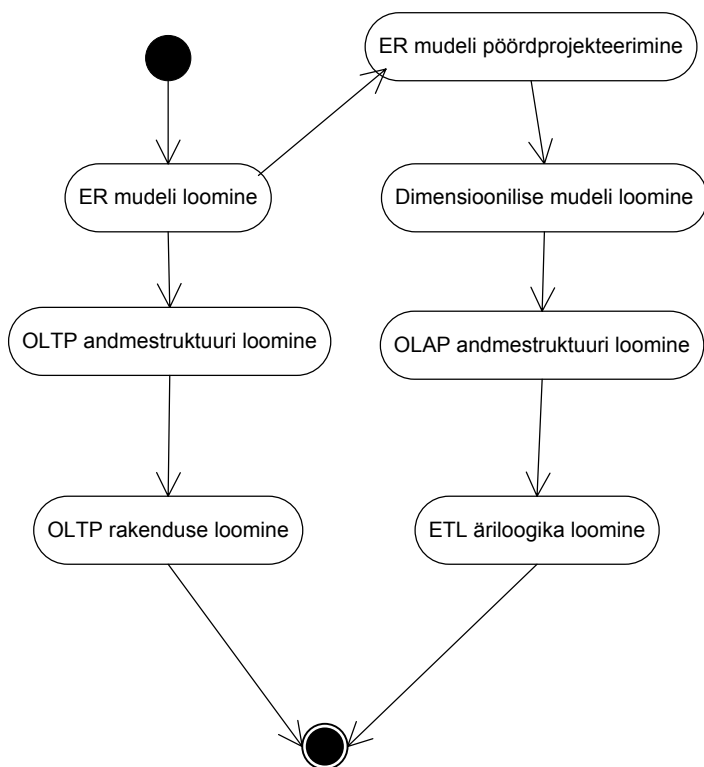 ER mudeli pöördprojekteerimine
ER mudeli loomine
Dimensioonilise mudeli loomine
OLTP andmestruktuuri loomine
OLAP andmestruktuuri loomine
OLTP rakenduse loomine
ETL äriloogika loomine